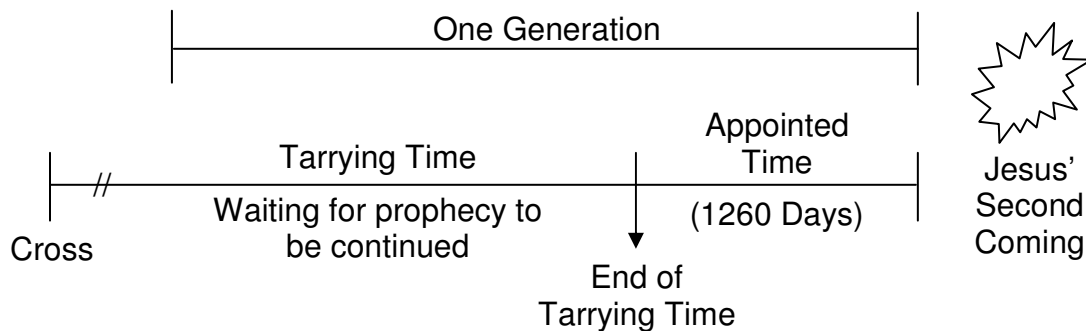 One Generation
Tarrying Time
Appointed
Time
Waiting for prophecy to
be continued
(1260 Days)
Cross
End of
Tarrying Time
Jesus'
Second
Coming